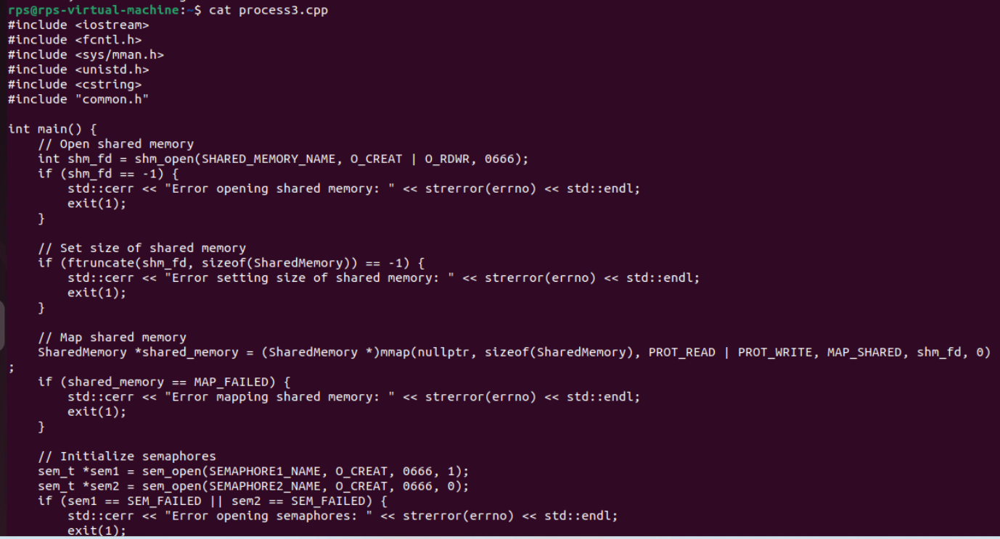 rps@rps-virtual-machine:~$ cat process3.cpp
#include <iostream>
#include <fcntl.h>
#include <sys/mman.h>
#include <unistd.h>
#include <cstring>
#include "common.h"

int main() {
    // Open shared memory
    int shm_fd = shm_open(SHARED_MEMORY_NAME, O_CREAT | O_RDWR, 0666);
    if (shm_fd == -1) {
        std::cerr << "Error opening shared memory: " << strerror(errno) << std::endl;
        exit(1);
    }

    // Set size of shared memory
    if (ftruncate(shm_fd, sizeof(SharedMemory)) == -1) {
        std::cerr << "Error setting size of shared memory: " << strerror(errno) << std::endl;
        exit(1);
    }

    // Map shared memory
    SharedMemory *shared_memory = (SharedMemory *)mmap(nullptr, sizeof(SharedMemory), PROT_READ | PROT_WRITE, MAP_SHARED, shm_fd, 0)
;
    if (shared_memory == MAP_FAILED) {
        std::cerr << "Error mapping shared memory: " << strerror(errno) << std::endl;
        exit(1);
    }

    // Initialize semaphores
    sem_t *sem1 = sem_open(SEMAPHORE1_NAME, O_CREAT, 0666, 1);
    sem_t *sem2 = sem_open(SEMAPHORE2_NAME, O_CREAT, 0666, 0);
    if (sem1 == SEM_FAILED || sem2 == SEM_FAILED) {
        std::cerr << "Error opening semaphores: " << strerror(errno) << std::endl;
        exit(1);